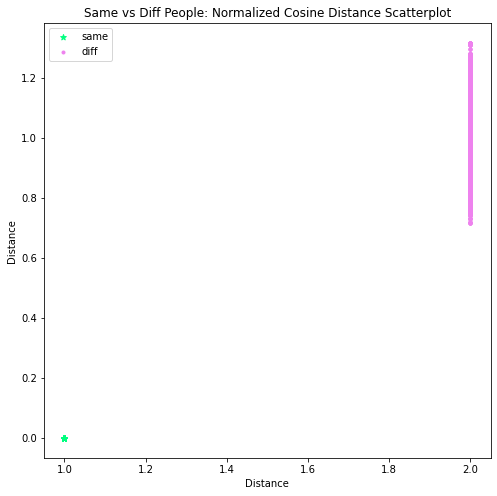 Same vs Diff People: Normalized Cosine Distance Scatterplot
same
diff
1.2
1.0
0.8
0.6
0.4
0.2
0.0
Distance
1.0 1.2 1.4 1.6 1.8 2.0
Distance